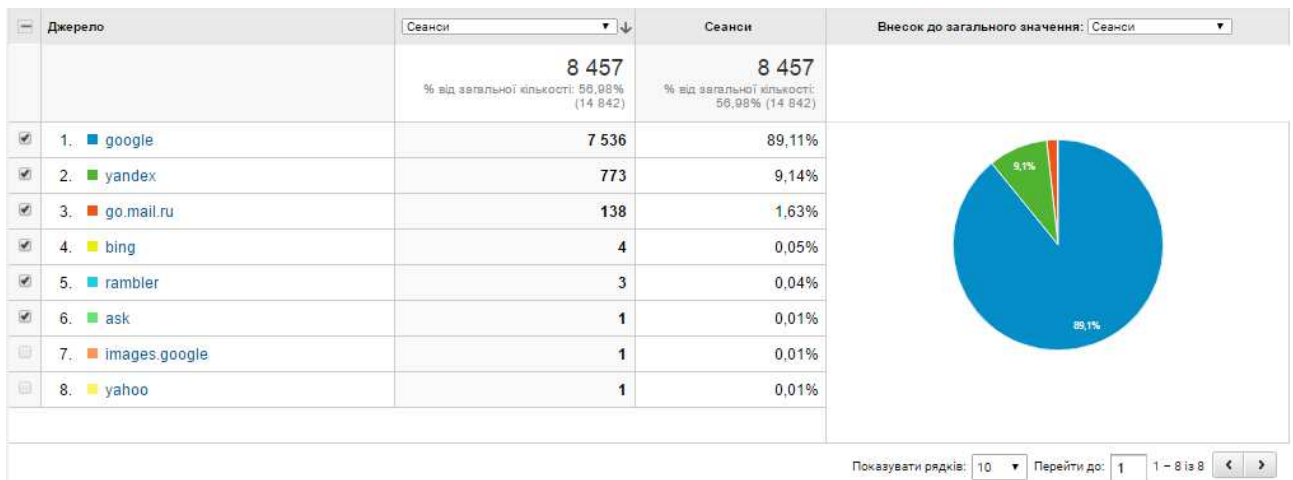 Джерело Сеанси Сеанси Внесок до загального значення: Сеанси
8 457 8 457
% від загальної кількості: 56,98% % від загальної кількості:
(14 842) 56,98% (14 842)
1. google 7 536 89,11%
2. yandex 773 9,14%
3. go.mail.ru 138 1,63%
4. bing 4 0,05%
5. rambler 3 0,04%
6. ask 1 0,01%
7. images.google 1 0,01%
8. yahoo 1 0,01%
9,1%
89,1%
Показувати рядків: 10 Перейти до: 1 1 – 8 із 8